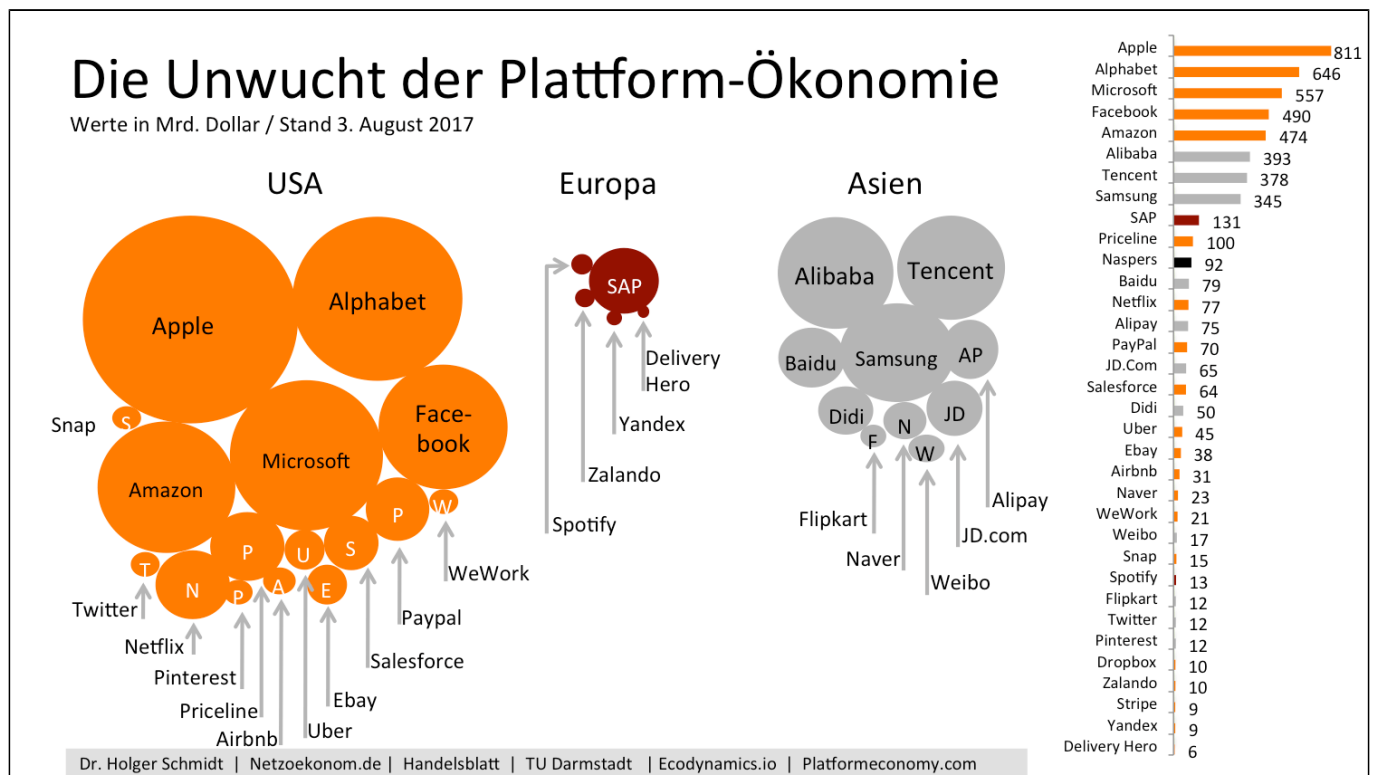 Die Unwucht der Plattform-Ökonomie
Werte in Mrd. Dollar / Stand 3. August 2017
USA
Apple
Alphabet
Snap
S
Face-
book
Microsoft
Amazon
P
W
T
N
P
P
A
U
S
E
Twitter
Netflix
Pinterest
Priceline
Airbnb
Uber
Ebay
Salesforce
Paypal
WeWork
Europa
SAP
Delivery
Hero
Yandex
Zalando
Spotify
Asien
Alibaba
Tencent
Baidu
Samsung
AP
Didi
F
N
W
JD
Flipkart
Naver
Weibo
JD.com
Alipay
Apple 811
Alphabet 646
Microsoft 557
Facebook 490
Amazon 474
Alibaba 393
Tencent 378
Samsung 345
SAP 131
Priceline 100
Naspers 92
Baidu 79
Netflix 77
Alipay 75
PayPal 70
JD.Com 65
Salesforce 64
Didi 50
Uber 45
Ebay 38
Airbnb 31
Naver 23
WeWork 21
Weibo 17
Snap 15
Spotify 13
Flipkart 12
Twitter 12
Pinterest 12
Dropbox 10
Zalando 10
Stripe 9
Yandex 9
Delivery Hero 6
Dr. Holger Schmidt | Netzoekonom.de | Handelsblatt | TU Darmstadt | Ecodynamics.io | Platformeconomy.com